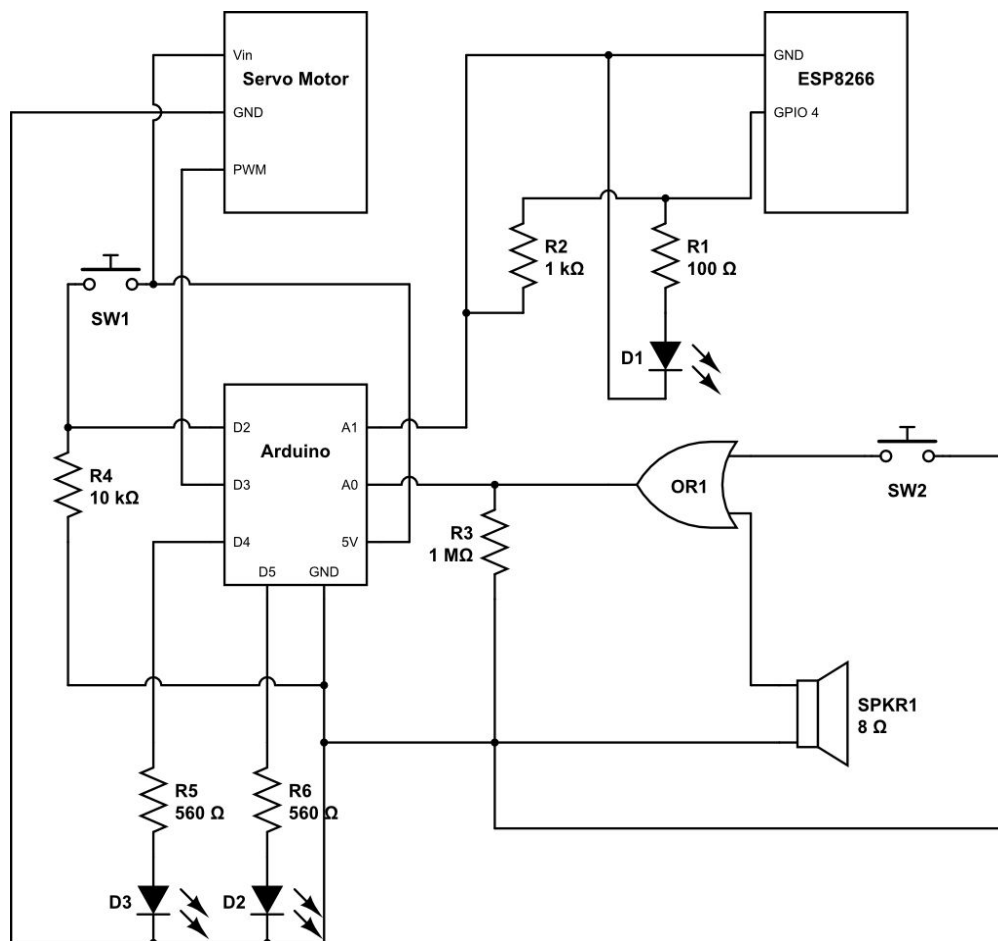 Vin
Servo Motor
GND
PWM
GND
ESP8266
GPIO 4
R2
1 kΩ
R1
100 Ω
SW1
D1
D2
A1
Arduino
R4
10 kΩ
D3
A0
OR1
SW2
R3
1 MΩ
D4
5V
D5
GND
SPKR1
8 Ω
R5
560 Ω
R6
560 Ω
D3
D2